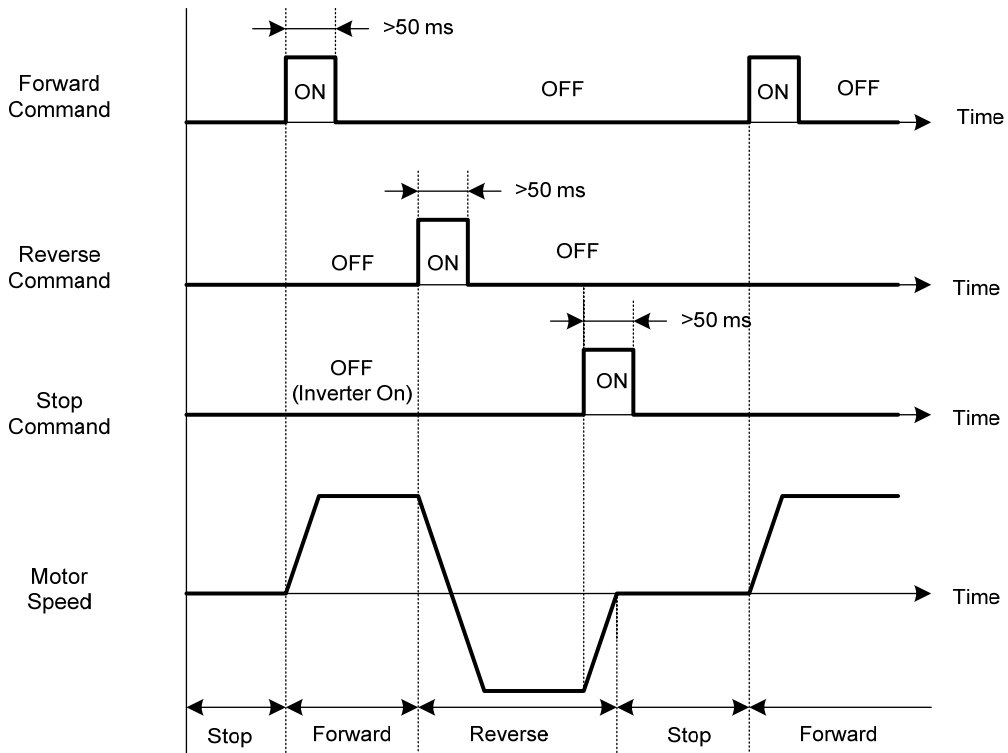 >50 ms
Forward
Command
ON
OFF
ON
OFF
Time
>50 ms
Reverse
Command
OFF
ON
OFF
Time
>50 ms
Stop
Command
OFF
(Inverter On)
ON
Time
Motor
Speed
Time
Stop
Forward
Reverse
Stop
Forward